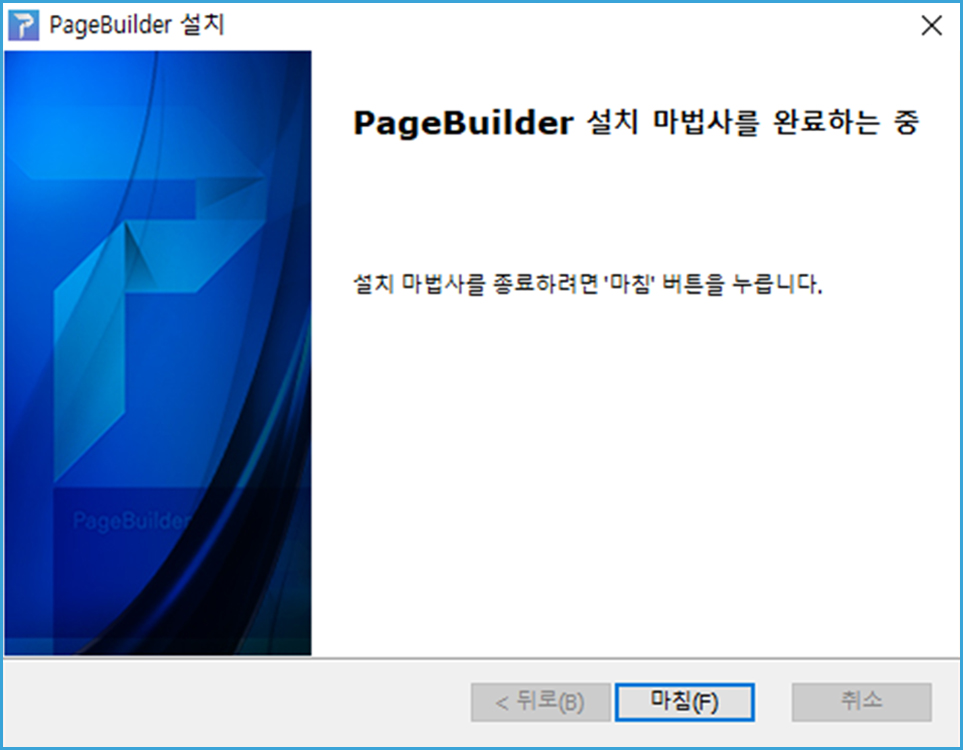 PageBuilder 설치
PageBuilder 설치 마법사를 완료하는 중
설치 마법사를 종료하려면 '마침' 버튼을 누릅니다.
PageBuilder
< 뒤로(B)
마침(F)
취소